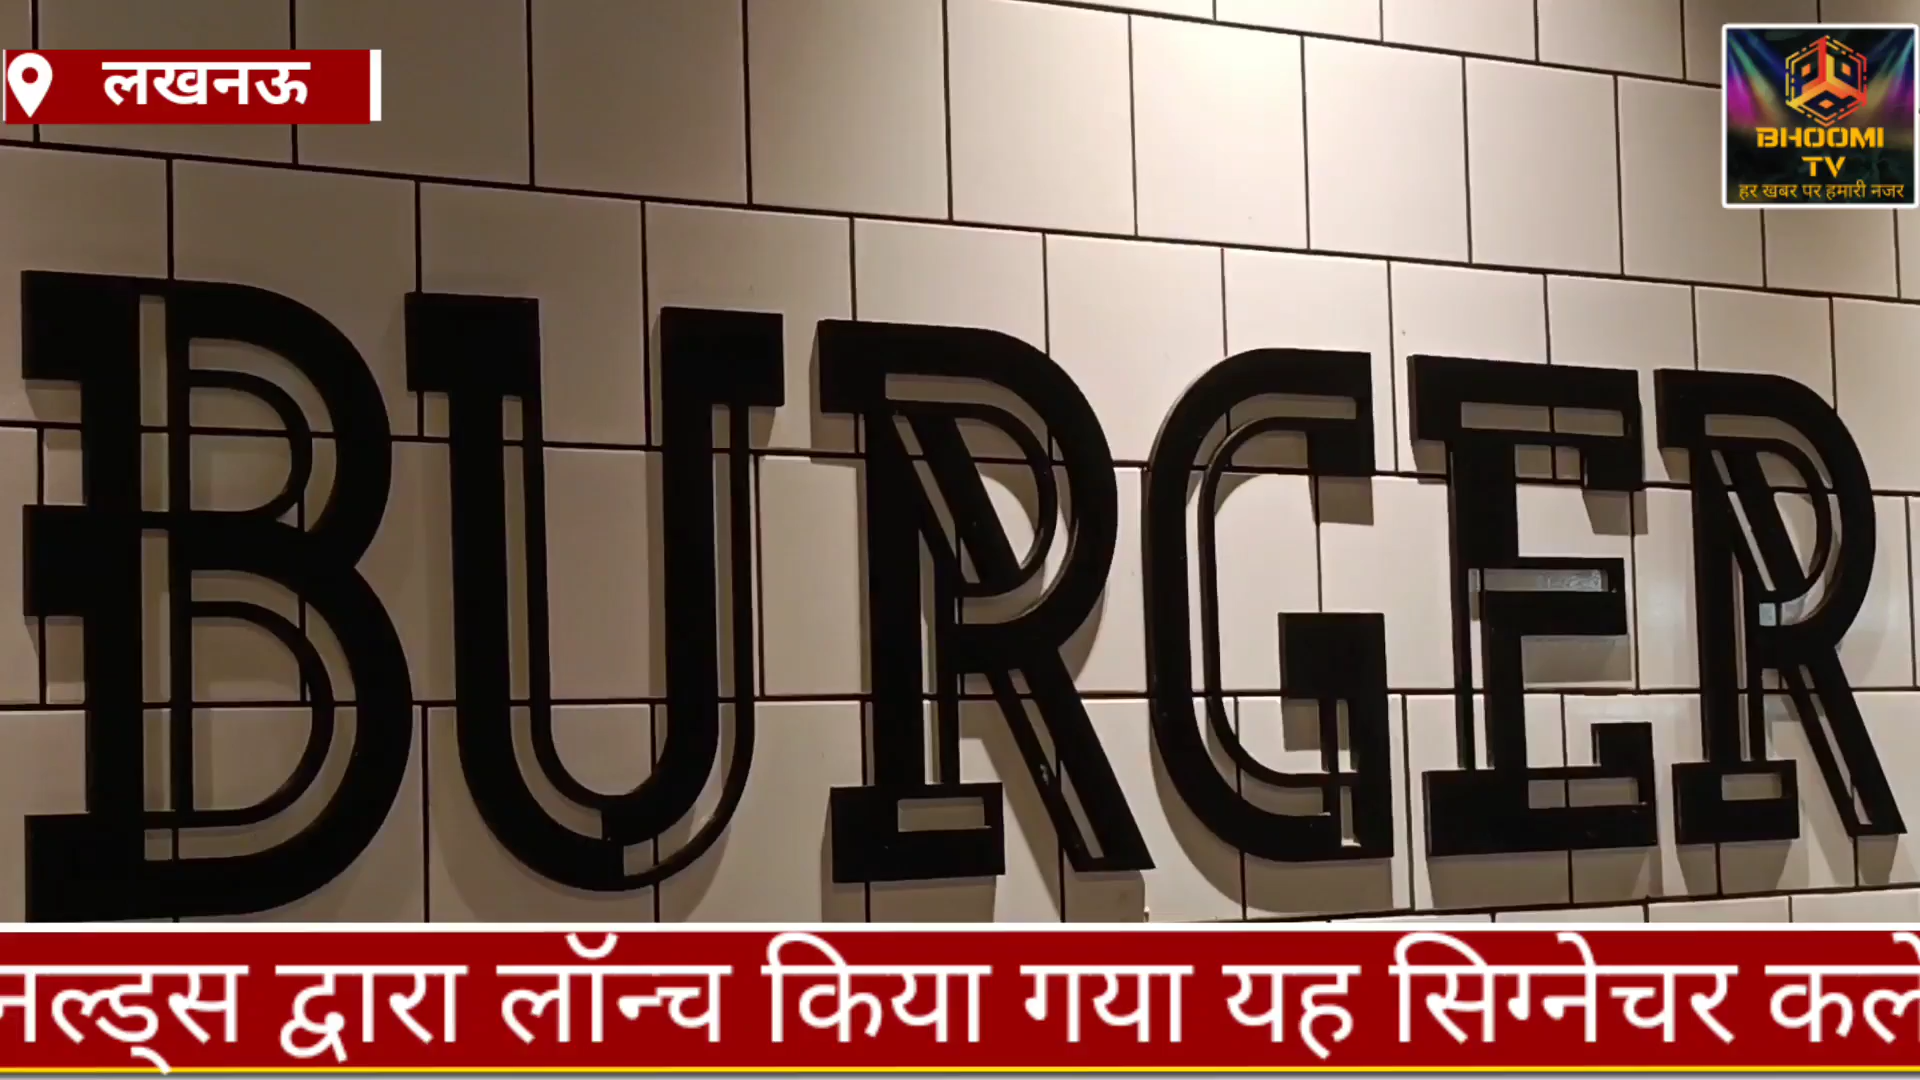 लखनऊ
BHOOMI
TV
हर खबर पर हमारी नजर
BURGER
नल्ड्स द्वारा लॉन्च किया गया यह सिग्नेचर कले